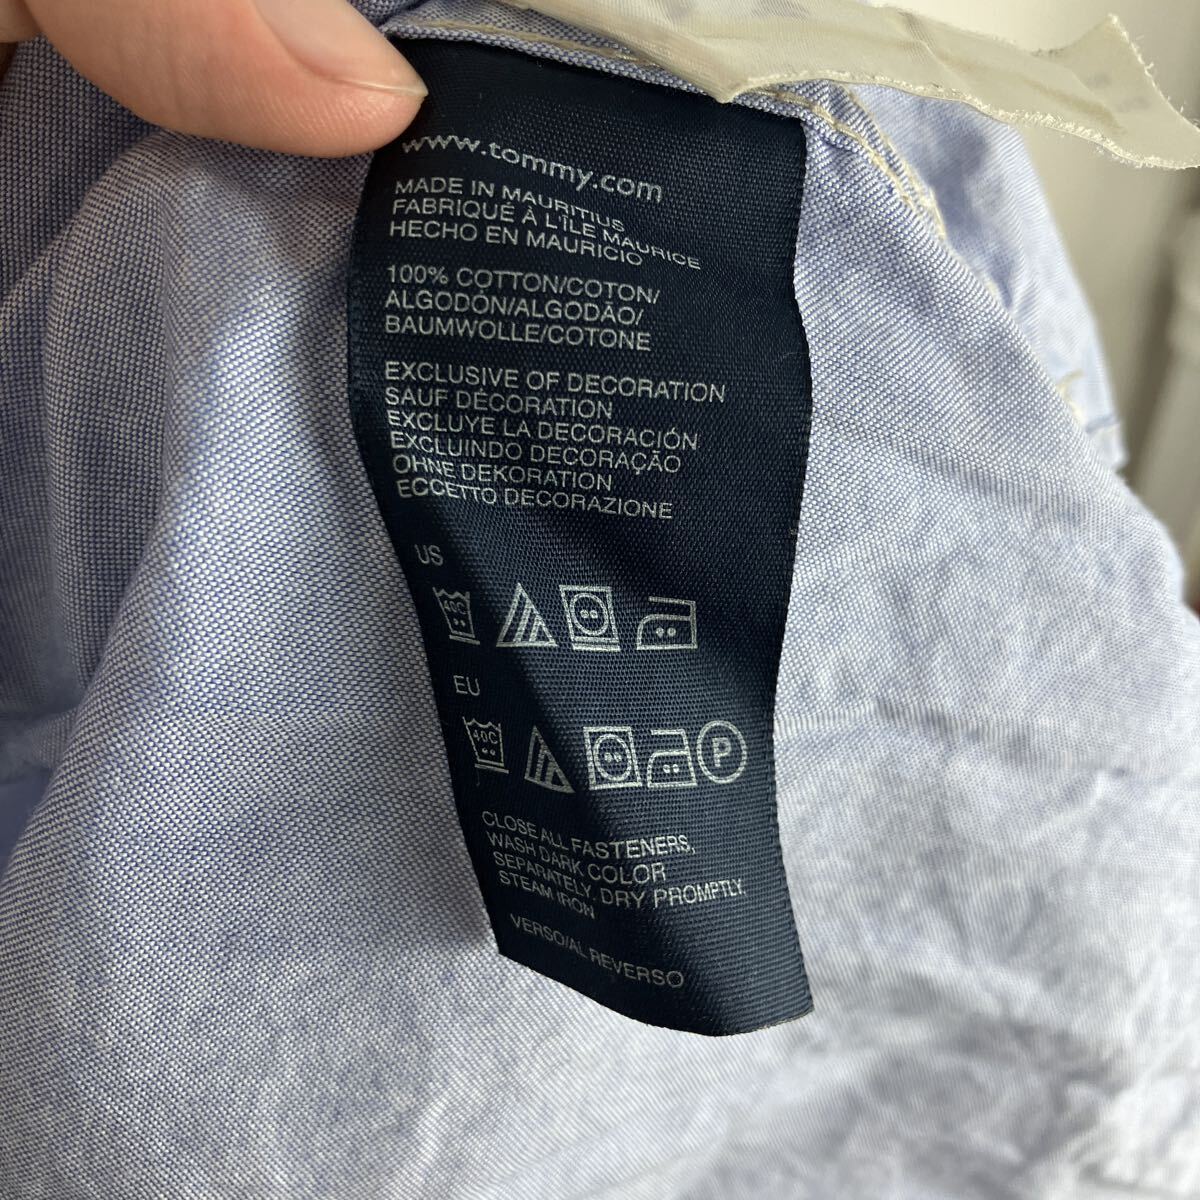 www.tommy.com
MADE IN MAURITIUS
FABRIQUÉ À L'ÎLE MAURICE
HECHO EN MAURICIO
100% COTTON/COTON/
ALGODÓN/ALGODÃO/
BAUMWOLLE/COTONE
EXCLUSIVE OF DECORATION
SAUF DÉCORATION
EXCLUYE LA DECORACIÓN
EXCLUINDO DECORAÇÃO
OHNE DEKORATION
ECCETTO DECORAZIONE
US
40C
EU
40C P
CLOSE ALL FASTENERS,
WASH DARK COLOR
SEPARATELY, DRY PROMPTLY.
STEAM IRON
VERSO/AL REVERSO